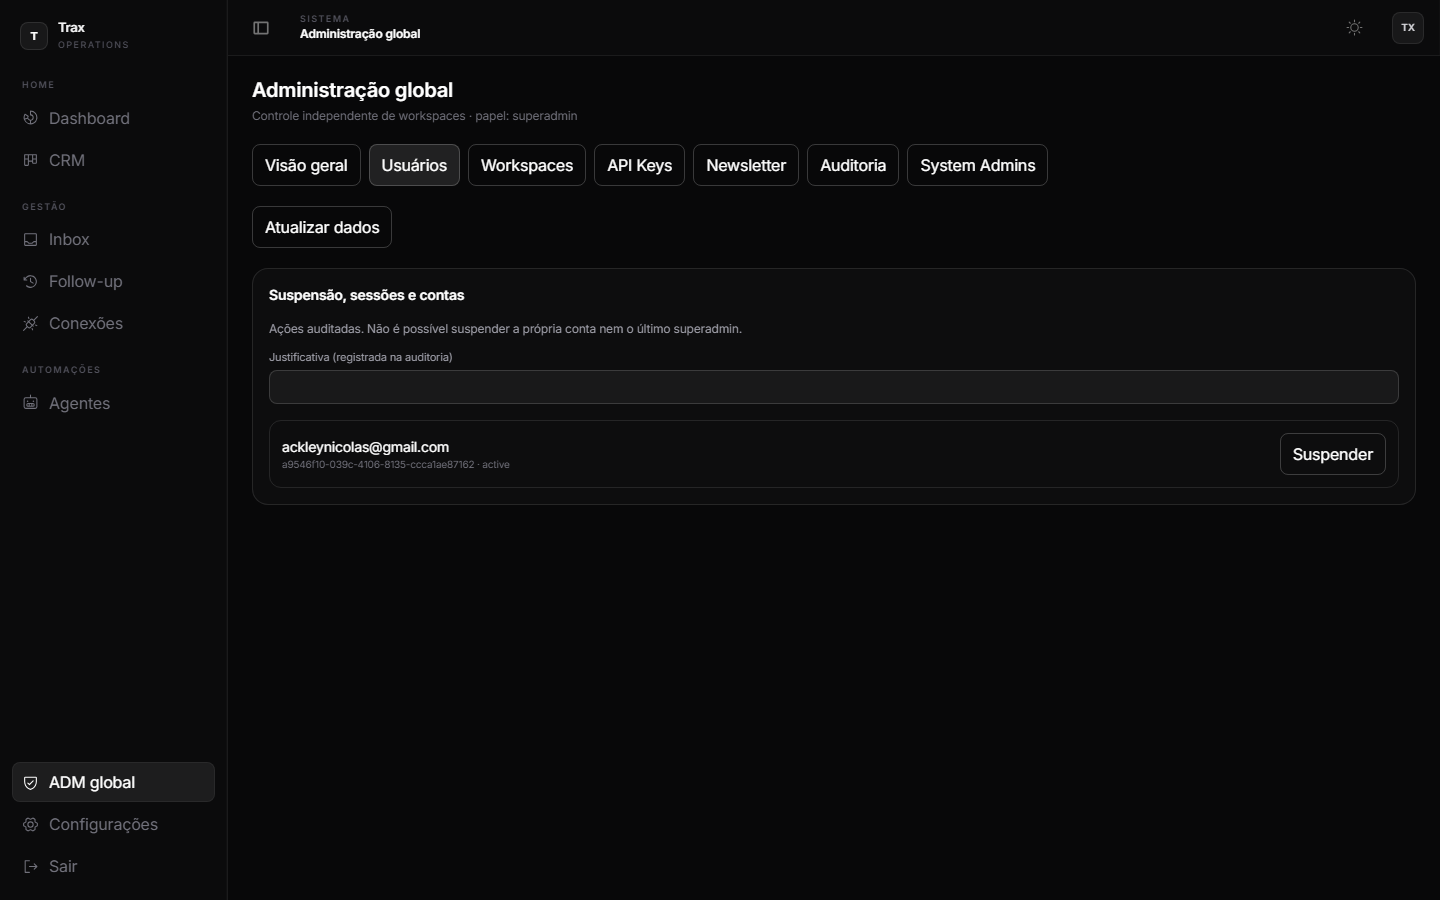 T
Trax
OPERATIONS
SISTEMA
Administração global
TX
HOME
Dashboard
CRM
GESTÃO
Inbox
Follow-up
Conexões
AUTOMAÇÕES
Agentes
ADM global
Configurações
Sair
Administração global
Controle independente de workspaces · papel: superadmin
Visão geral
Usuários
Workspaces
API Keys
Newsletter
Auditoria
System Admins
Atualizar dados
Suspensão, sessões e contas
Ações auditadas. Não é possível suspender a própria conta nem o último superadmin.
Justificativa (registrada na auditoria)
ackleynicolas@gmail.com
a9546f10-039c-4106-8135-ccca1ae87162 · active
Suspender